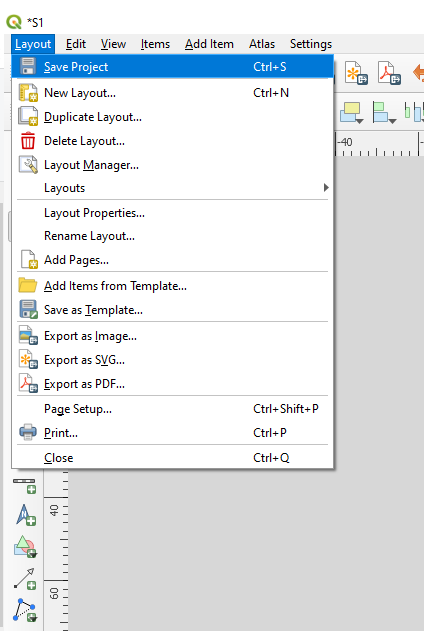 *S1
Layout Edit View Items Add Item Atlas Settings
Save Project Ctrl+S
New Layout... Ctrl+N
Duplicate Layout...
Delete Layout...
Layout Manager...
Layouts
Layout Properties...
Rename Layout...
Add Pages...
Add Items from Template...
Save as Template...
Export as Image...
Export as SVG...
Export as PDF...
Page Setup... Ctrl+Shift+P
Print... Ctrl+P
Close Ctrl+Q
-40
40
60